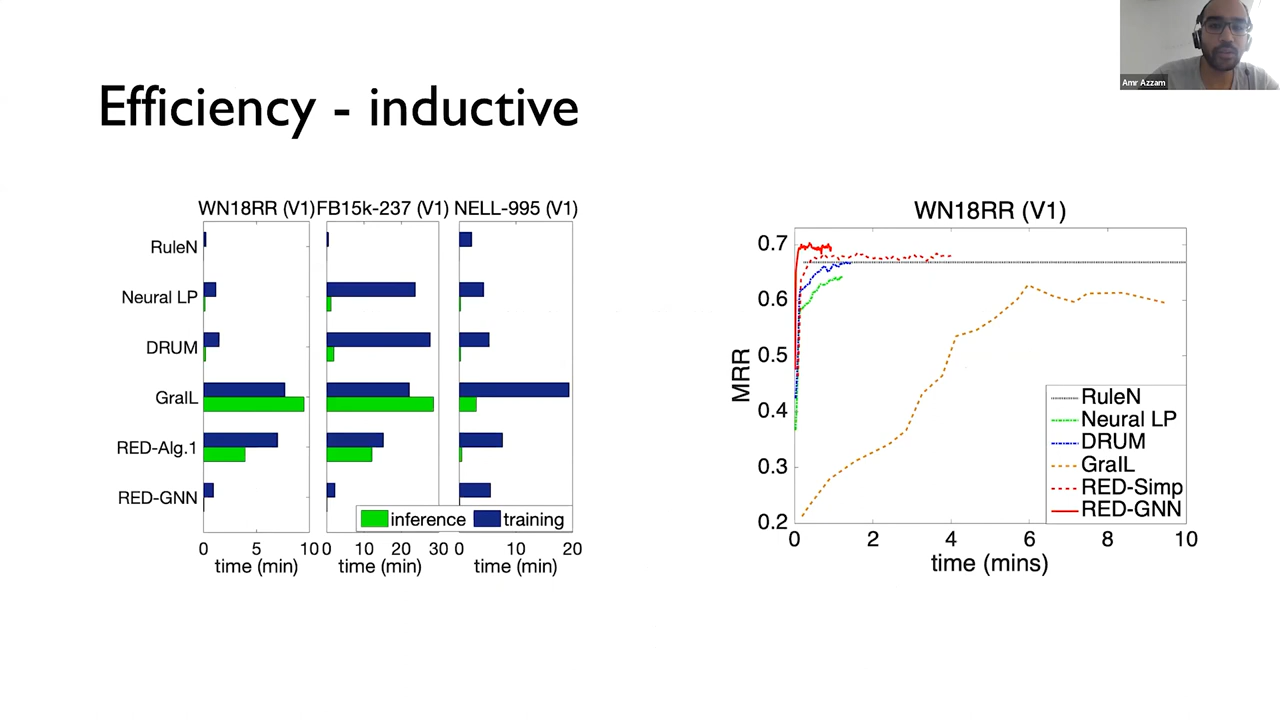 Amr Azzam
Efficiency - inductive
WN18RR (V1) FB15k-237 (V1) NELL-995 (V1)
RuleN
Neural LP
DRUM
GraIL
RED-Alg.1
RED-GNN
inference training
0 5 10 0 10 20 30 0 10 20
time (min) time (min) time (min)
WN18RR (V1)
0.7
0.6
0.5
0.4
0.3
0.2
MRR
RuleN
Neural LP
DRUM
GraIL
RED-Simp
RED-GNN
0 2 4 6 8 10
time (mins)